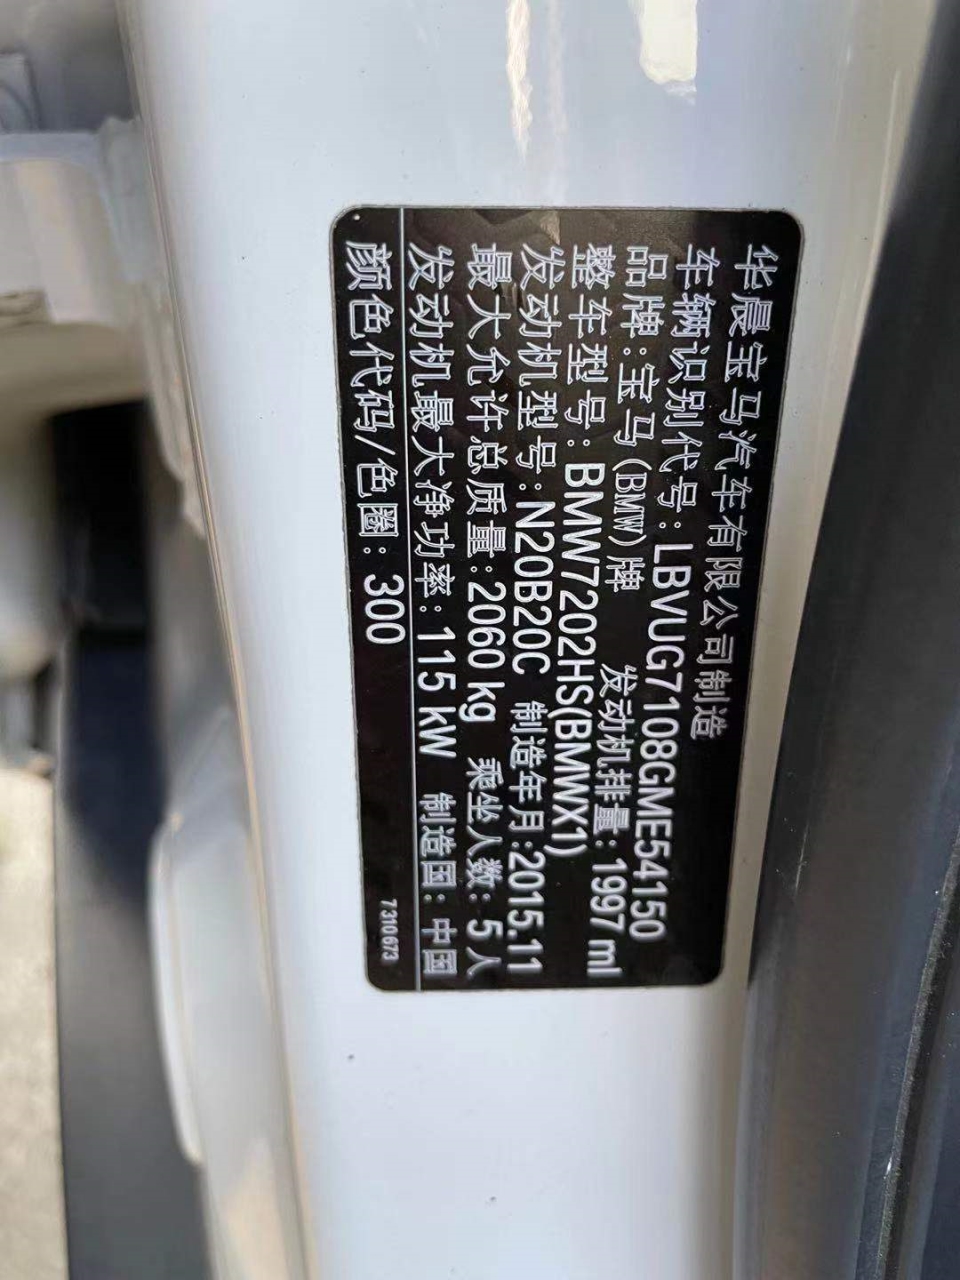 华晨宝马汽车有限公司制造
车辆识别代号:LBVUG7108GME54150
品牌:宝马(BMW)牌 发动机排量:1997 ml
整车型号:BMW7202HS(BMWX1)
发动机型号:N20B20C 制造年月:2015.11
最大允许总质量:2060 kg 乘坐人数:5人
发动机最大净功率:115 kW 制造国:中国
颜色代码/色圈:300 7310673